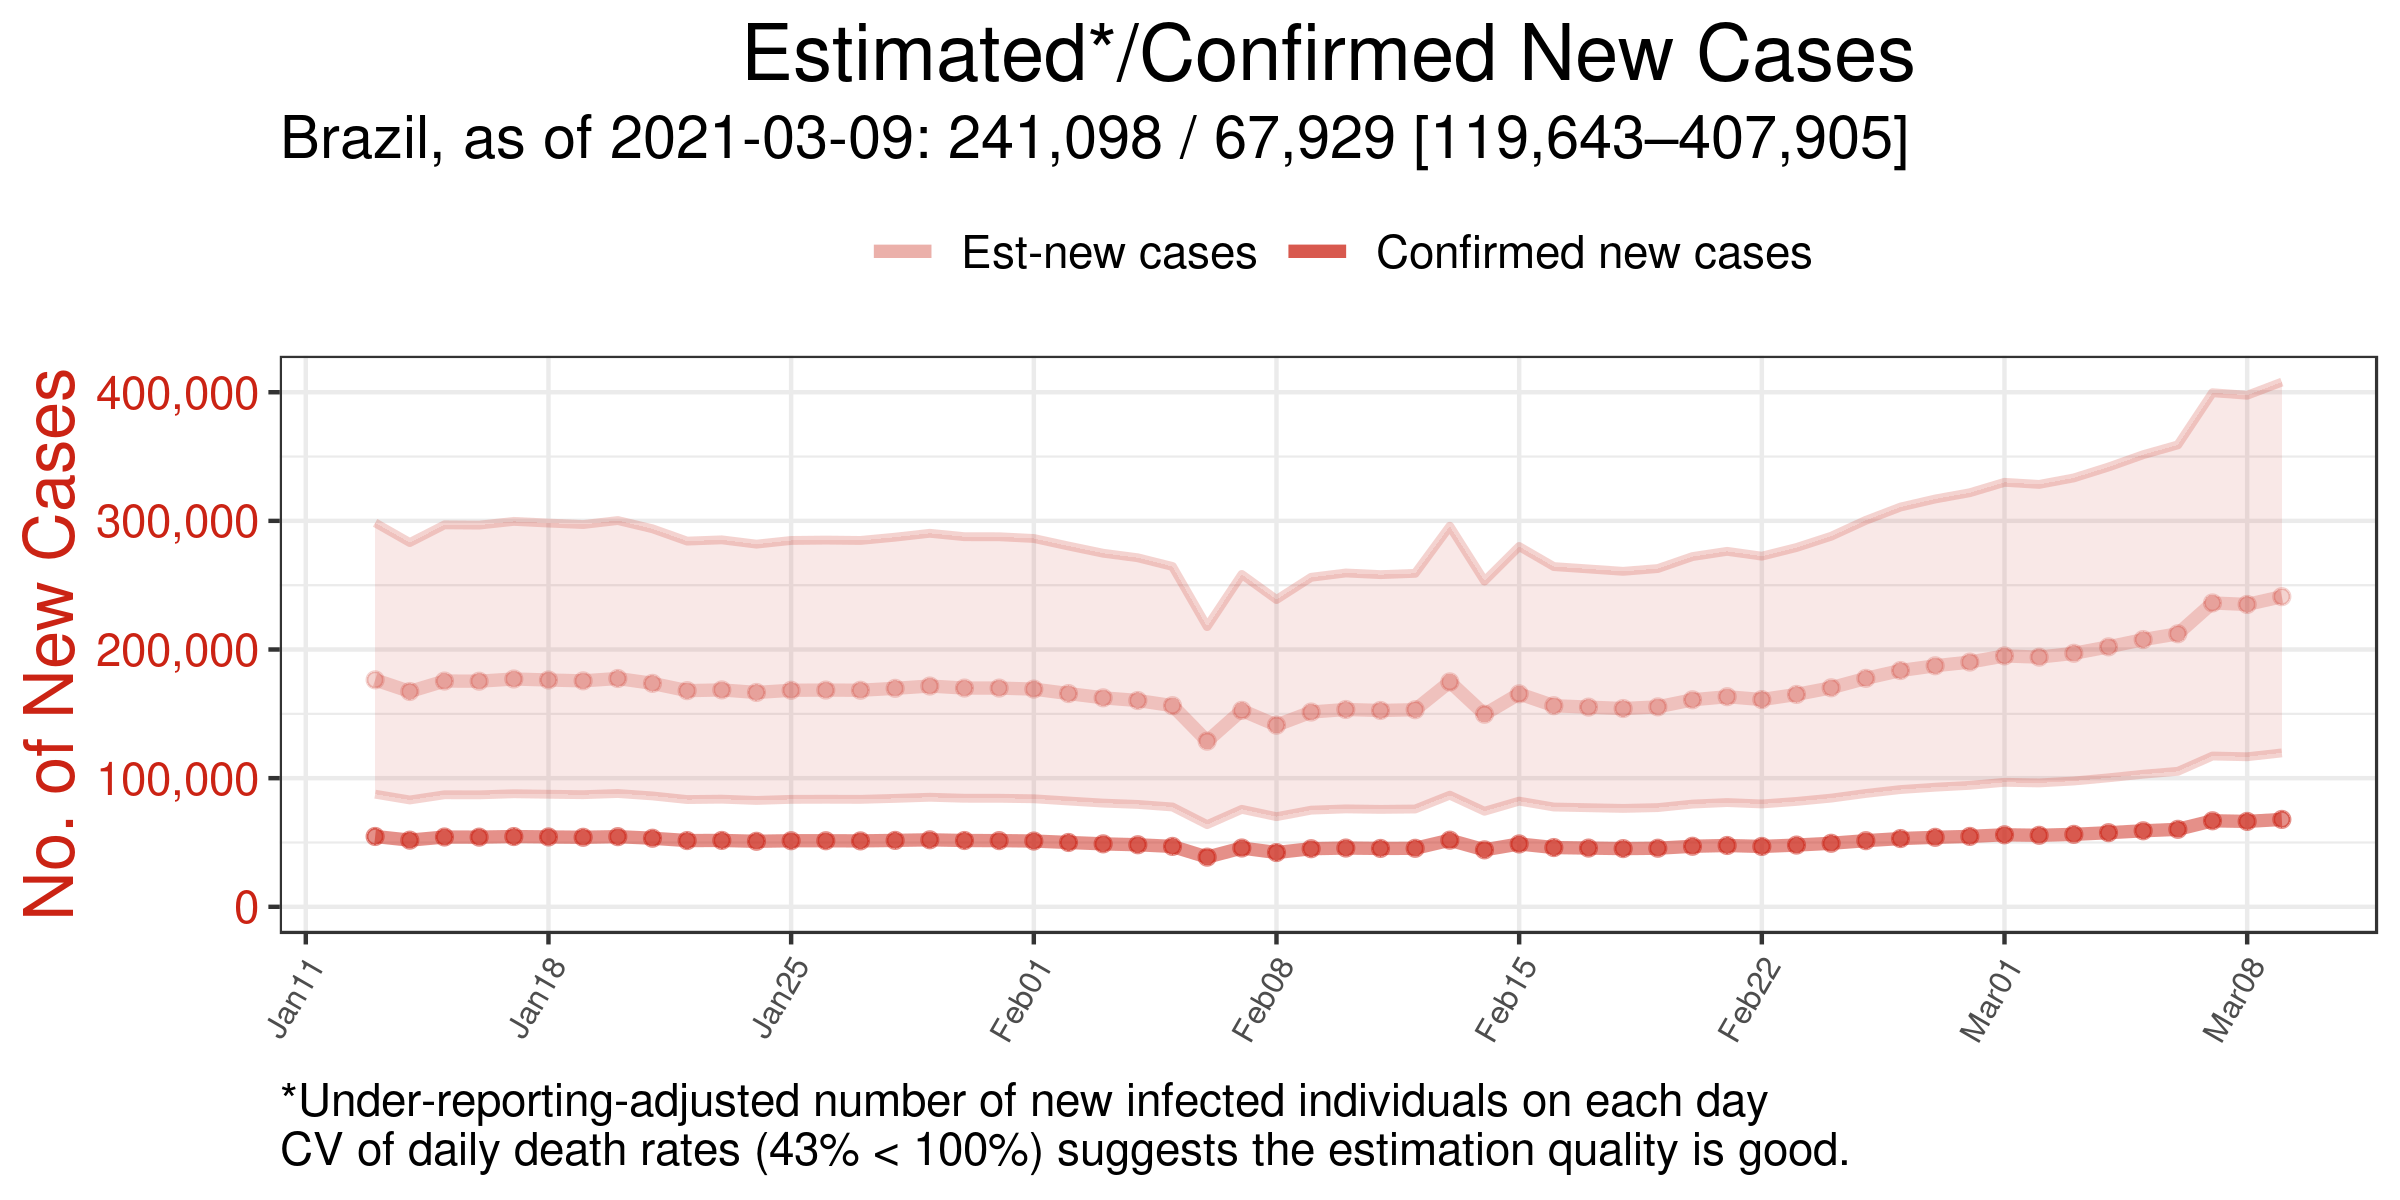 Estimated*/Confirmed New Cases
Brazil, as of 2021-03-09: 241,098 / 67,929 [119,643–407,905]
Est-new cases Confirmed new cases
No. of New Cases
400,000
300,000
200,000
100,000
0
Jan11 Jan18 Jan25 Feb01 Feb08 Feb15 Feb22 Mar01 Mar08
*Under-reporting-adjusted number of new infected individuals on each day
CV of daily death rates (43% < 100%) suggests the estimation quality is good.